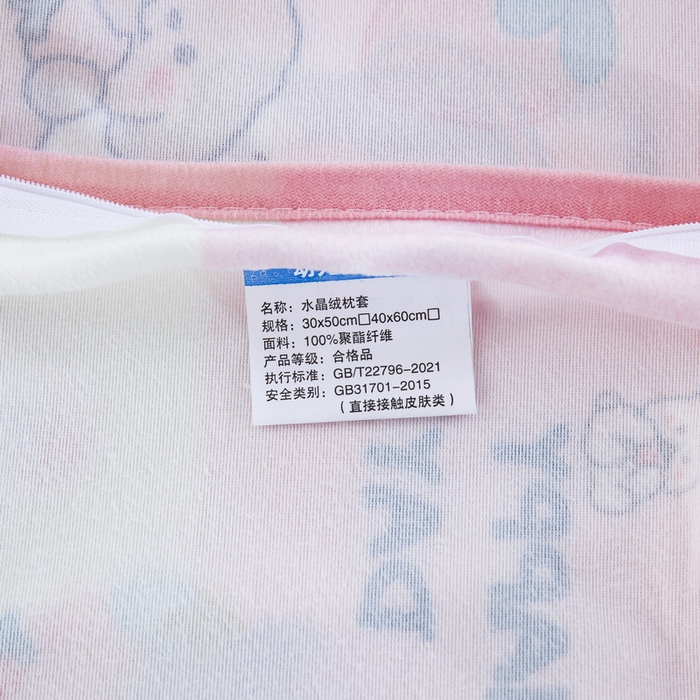 名称：水晶绒枕套
规格：30x50cm□40x60cm□
面料：100%聚酯纤维
产品等级：合格品
执行标准：GB/T22796-2021
安全类别：GB31701-2015
（直接接触皮肤类）
DAY